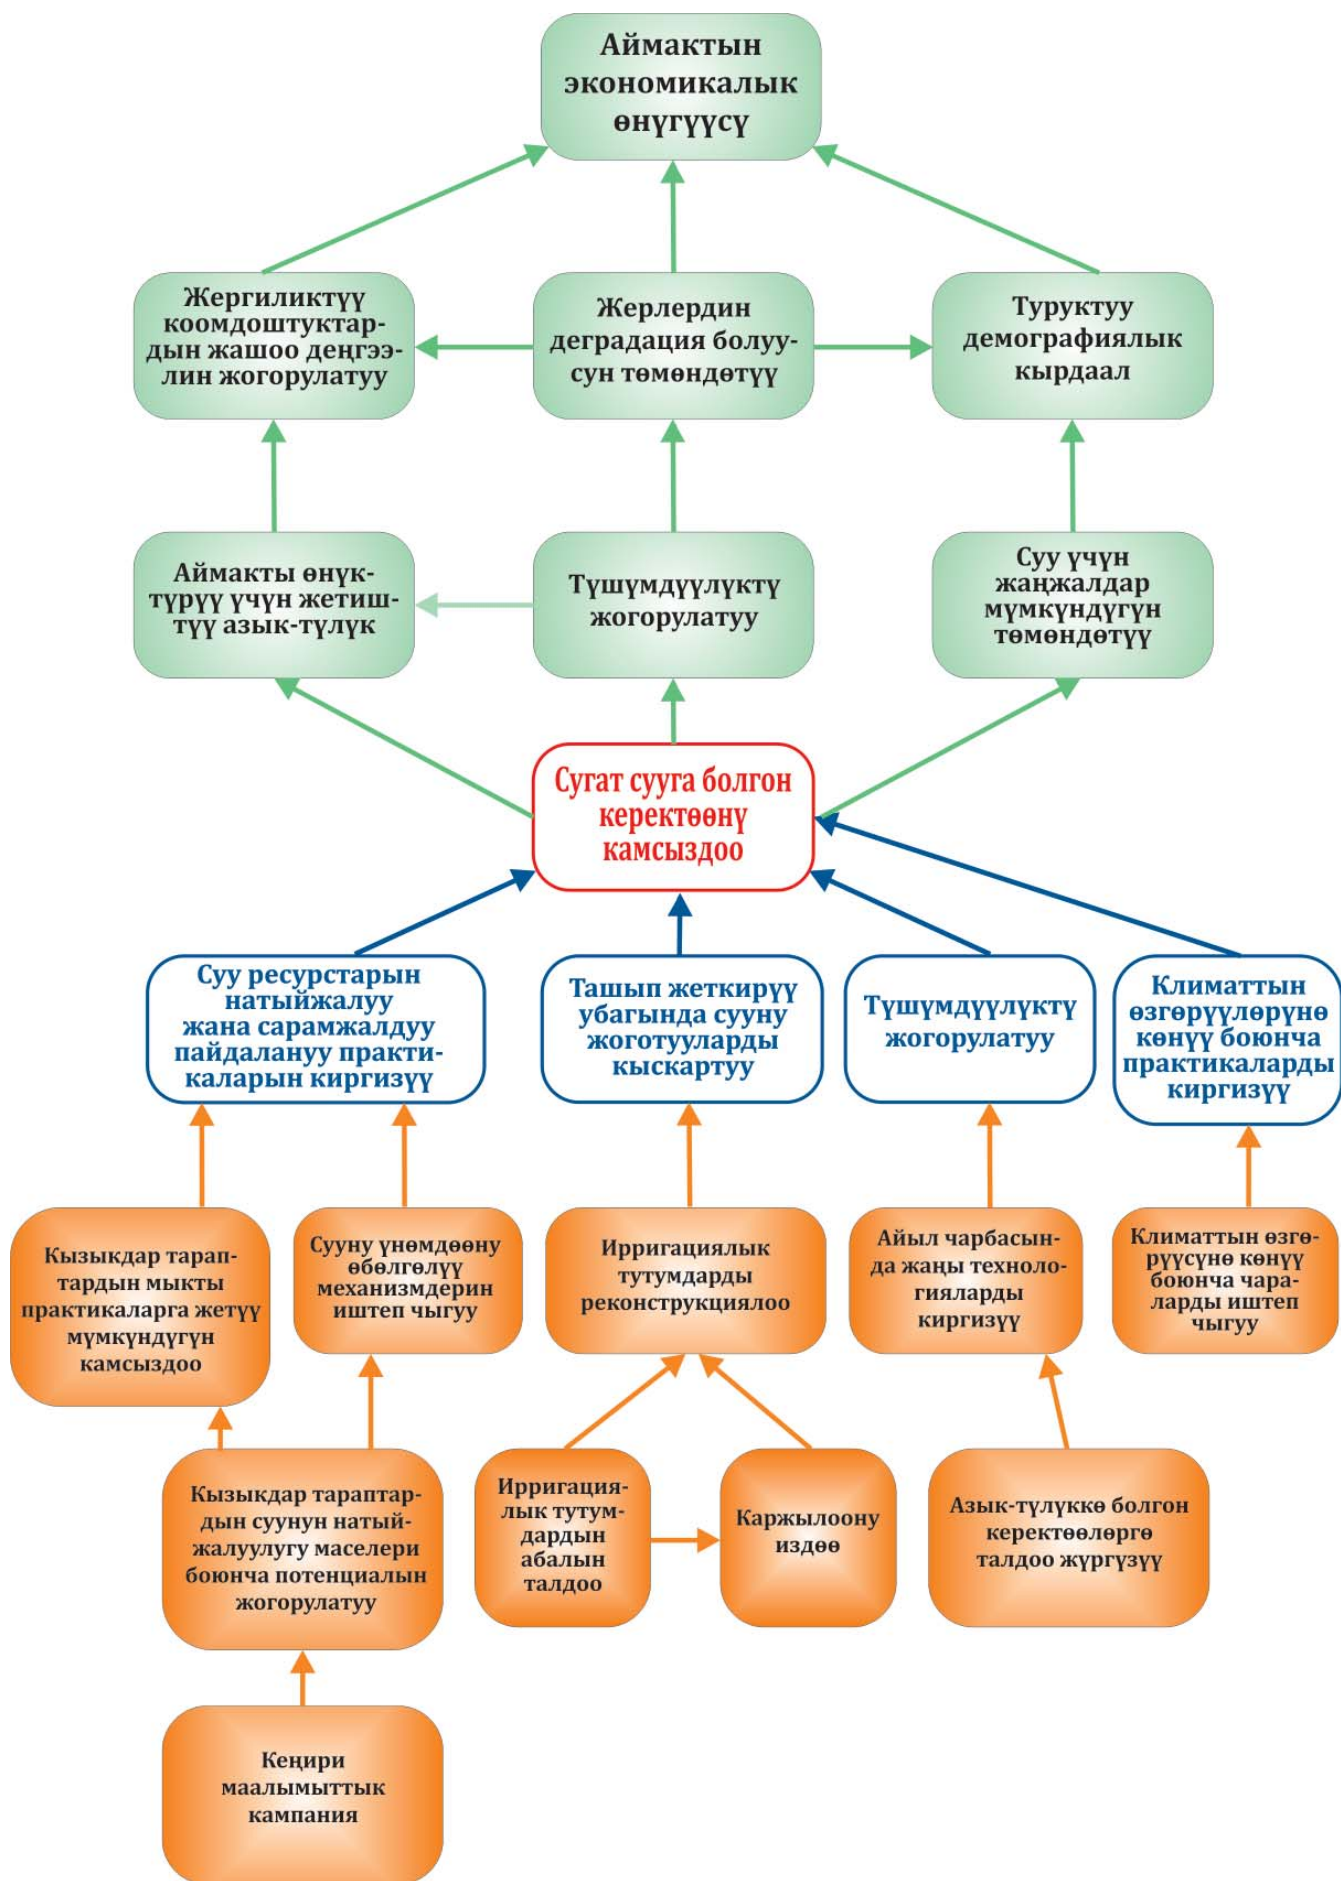 Аймактын
экономикалык
өнүгүүсү
Жергиликтүү
коомдоштуктар-
дын жашоо деңгээ-
лин жогорулатуу
Жерлердин
деградация болуу-
сун төмөндөтүү
Туруктуу
демографиялык
кырдаал
Аймакты өнүк-
түрүү үчүн жетиш-
түү азык-түлүк
Түшүмдүүлүктү
жогорулатуу
Суу үчүн
жаңжалдар
мүмкүндүгүн
төмөндөтүү
Сугат сууга болгон
керектөөнү
камсыздоо
Суу ресурстарын
натыйжалуу
жана сарамжалдуу
пайдалануу практи-
каларын киргизүү
Ташып жеткирүү
убагында сууну
жоготууларды
кыскартуу
Түшүмдүүлүктү
жогорулатуу
Климаттын
өзгөрүүлөрүнө
көнүү боюнча
практикаларды
киргизүү
Кызыкдар тарап-
тардын мыкты
практикаларга жетүү
мүмкүндүгүн
камсыздоо
Сууну үнөмдөөну
өбөлгөлүү
механизмдерин
иштеп чыгуу
Ирригациялык
тутумдарды
реконструкциялоо
Айыл чарбасын-
да жаңы техноло-
гияларды
киргизүү
Климаттын өзгө-
рүүсүнө көнүү
боюнча чара-
ларды иштеп
чыгуу
Кызыкдар тараптар-
дын суунун натый-
жалуулугу маселери
боюнча потенциалын
жогорулатуу
Ирригация-
лык тутум-
дардын
абалын
талдоо
Каржылоону
издөө
Азык-түлүккө болгон
керектөөлөргө
талдоо жүргүзүү
Кеңири
маалымыттык
кампания